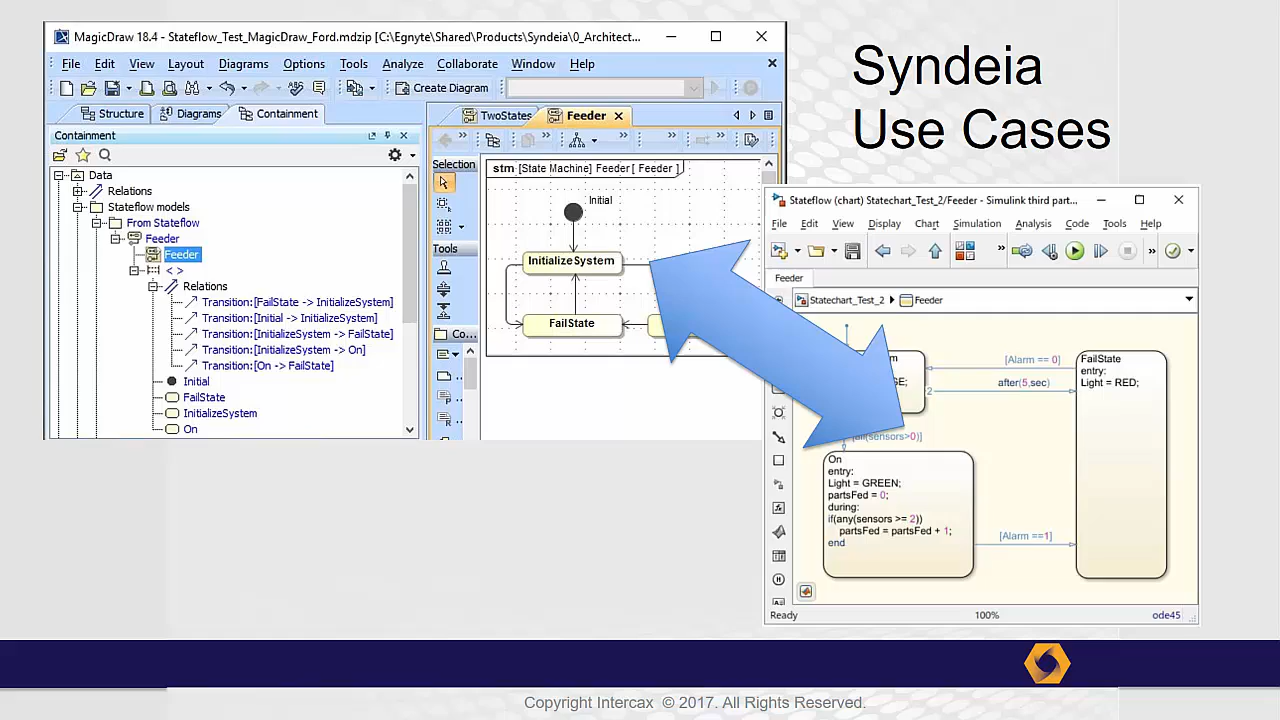 MagicDraw 18.4 - Stateflow_Test_MagicDraw_Ford.mdzip [C:\Egnyte\Shared\Products\Syndeia\0_Architect...
File Edit View Layout Diagrams Options Tools Analyze Collaborate Window Help
Create Diagram
Structure Diagrams Containment
Containment
Data
Relations
Stateflow models
From Stateflow
Feeder
Feeder
< >
Relations
Transition:[FailState -> InitializeSystem]
Transition:[Initial -> InitializeSystem]
Transition:[InitializeSystem -> FailState]
Transition:[InitializeSystem -> On]
Transition:[On -> FailState]
Initial
FailState
InitializeSystem
On
TwoStates Feeder
Selection
Tools
Co...
stm [State Machine] Feeder [ Feeder ]
Initial
InitializeSystem
FailState
Syndeia
Use Cases
Stateflow (chart) Statechart_Test_2/Feeder - Simulink third part...
File Edit View Display Chart Simulation Analysis Code Tools Help
Feeder
Statechart_Test_2 Feeder
[Alarm == 0]
2
after(5,sec)
FailState
entry:
Light = RED;
On
entry:
Light = GREEN;
partsFed = 0;
during:
if(any(sensors >= 2))
partsFed = partsFed + 1;
end
[Alarm ==1]
Ready 100% ode45
Copyright Intercax © 2017. All Rights Reserved.